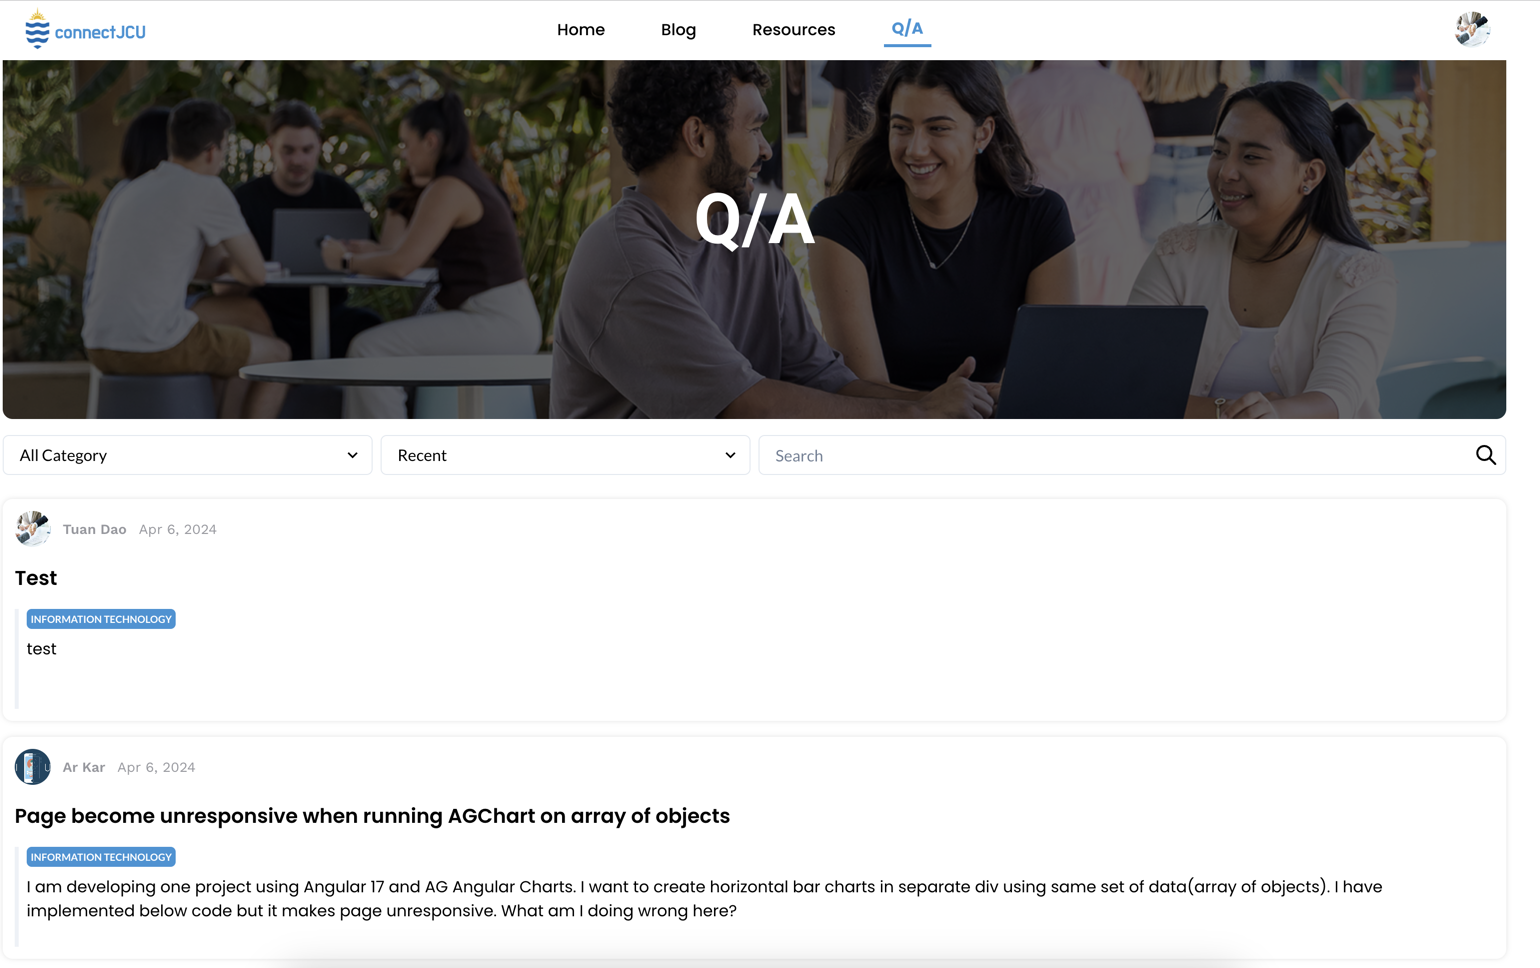 connectJCU
Home Blog Resources Q/A
Q/A
All Category Recent Search
Tuan Dao Apr 6, 2024
Test
INFORMATION TECHNOLOGY
test
Ar Kar Apr 6, 2024
Page become unresponsive when running AGChart on array of objects
INFORMATION TECHNOLOGY
I am developing one project using Angular 17 and AG Angular Charts. I want to create horizontal bar charts in separate div using same set of data(array of objects). I have
implemented below code but it makes page unresponsive. What am I doing wrong here?